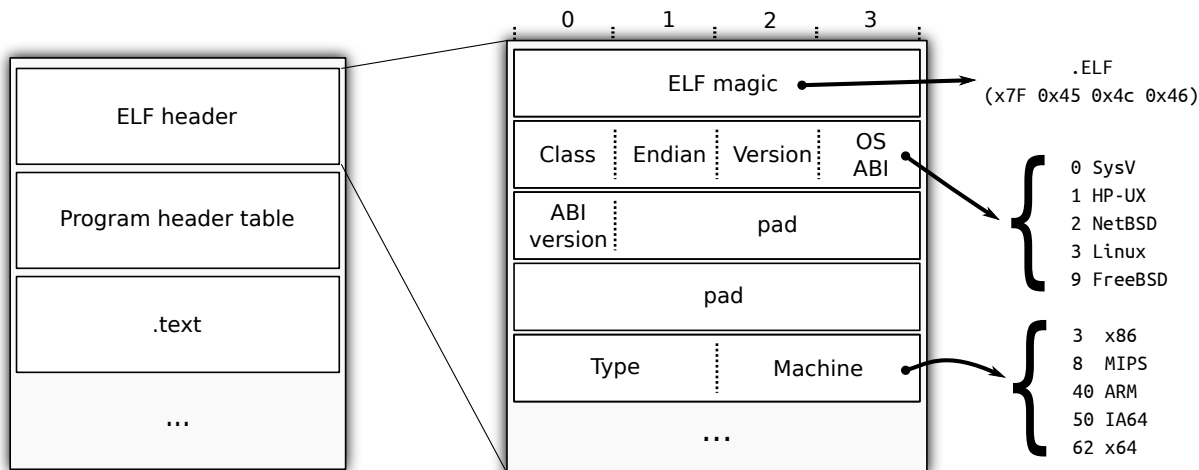 ELF header
Program header table
.text
...
0 1 2 3
ELF magic
Class Endian Version OS
ABI
ABI
version
pad
pad
Type Machine
...
.ELF
(x7F 0x45 0x4c 0x46)
0 SysV
1 HP-UX
2 NetBSD
3 Linux
9 FreeBSD
3 x86
8 MIPS
40 ARM
50 IA64
62 x64